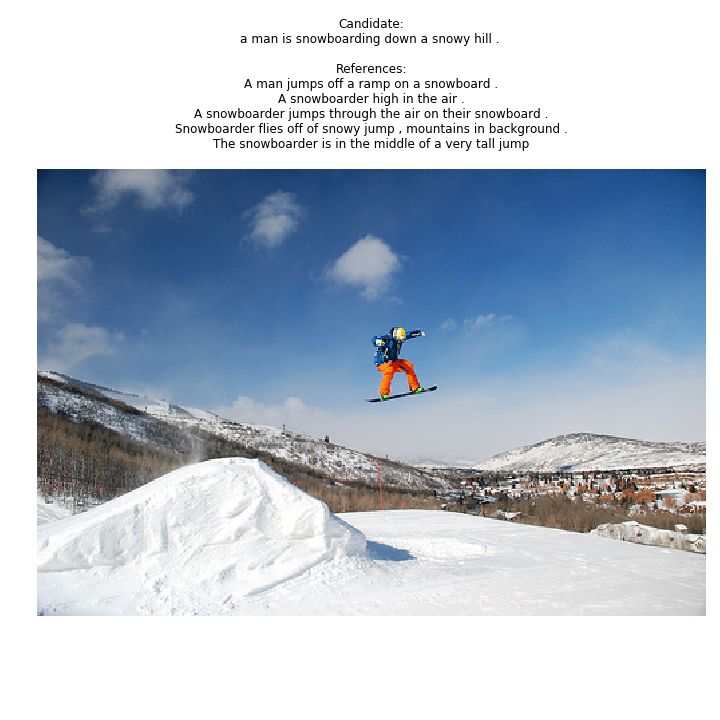 Candidate:
a man is snowboarding down a snowy hill .
References:
A man jumps off a ramp on a snowboard .
A snowboarder high in the air .
A snowboarder jumps through the air on their snowboard .
Snowboarder flies off of snowy jump , mountains in background .
The snowboarder is in the middle of a very tall jump